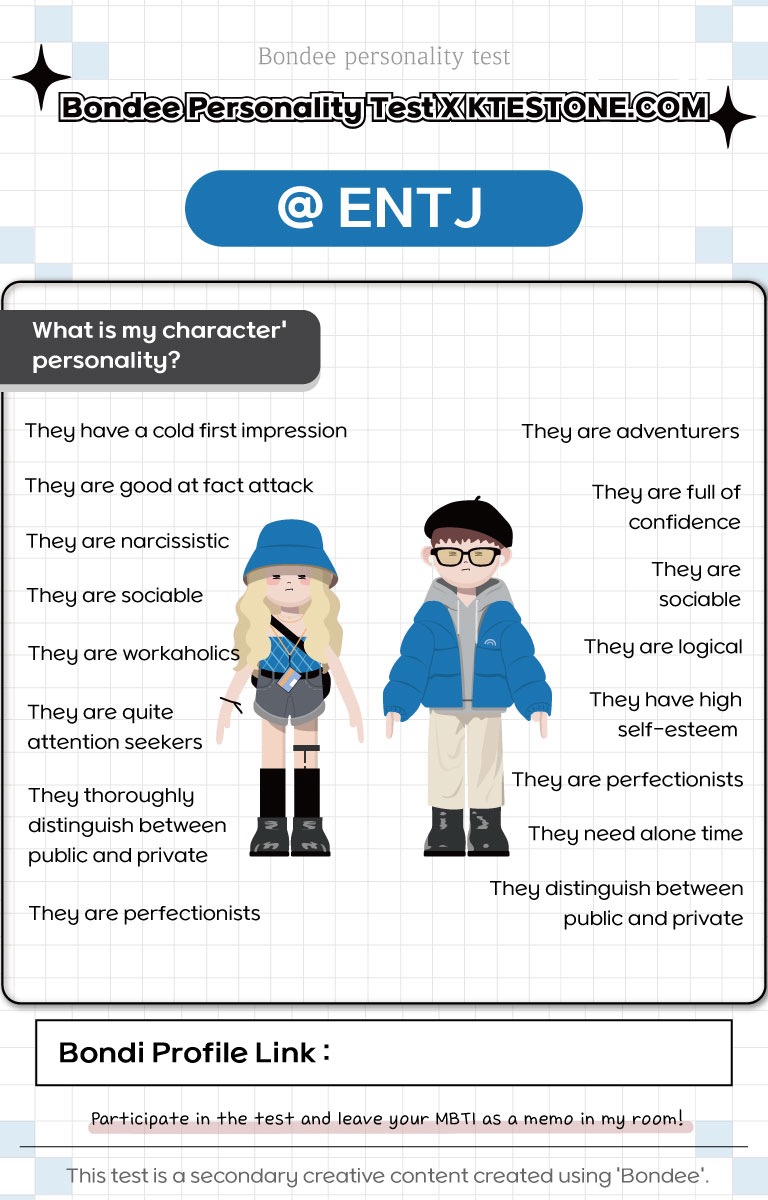 Bondee personality test
Bondee Personality Test X KTESTONE.COM
@ ENTJ
What is my character'
personality?
They have a cold first impression
They are good at fact attack
They are narcissistic
They are sociable
They are workaholics
They are quite
attention seekers
They thoroughly
distinguish between
public and private
They are perfectionists
They are adventurers
They are full of
confidence
They are
sociable
They are logical
They have high
self-esteem
They are perfectionists
They need alone time
They distinguish between
public and private
Bondi Profile Link :
Participate in the test and leave your MBTI as a memo in my room!
This test is a secondary creative content created using 'Bondee'.